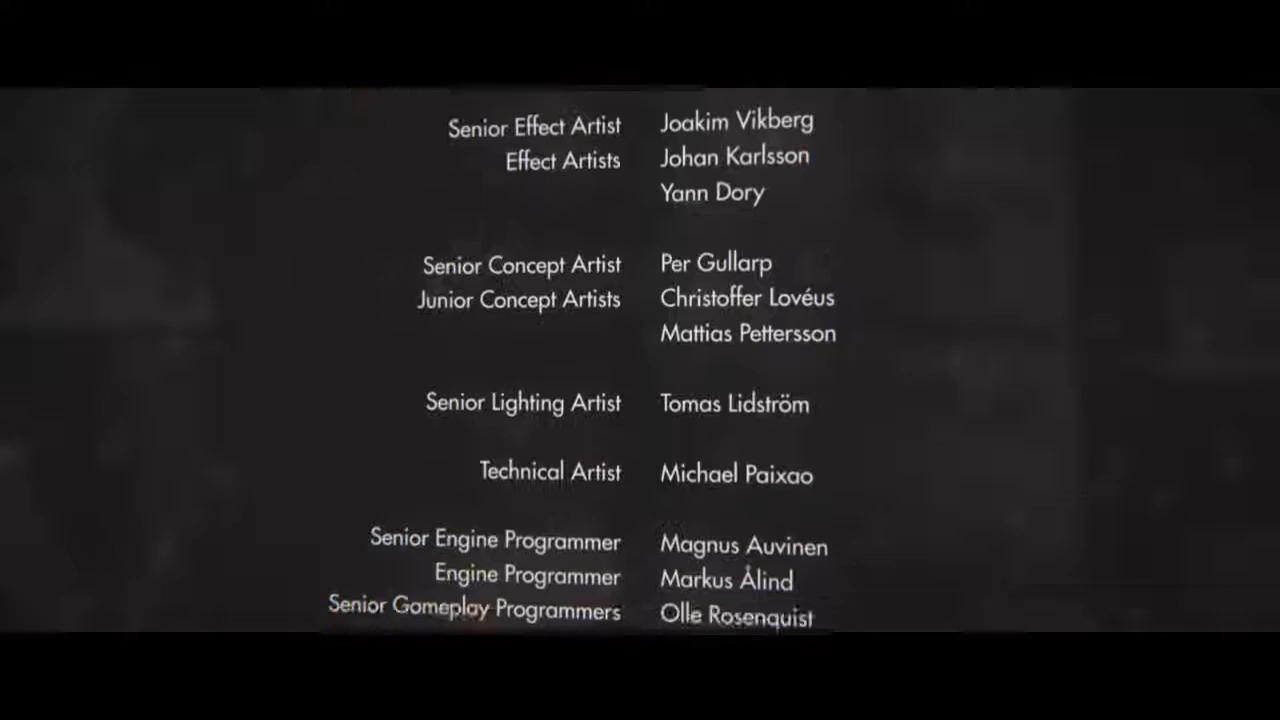 Senior Effect Artist Joakim Vikberg
Effect Artists Johan Karlsson
Yann Dory
Senior Concept Artist Per Gullarp
Junior Concept Artists Christoffer Lovéus
Mattias Pettersson
Senior Lighting Artist Tomas Lidström
Technical Artist Michael Paixao
Senior Engine Programmer Magnus Auvinen
Engine Programmer Markus Ålind
Senior Gameplay Programmers Olle Rosenquist